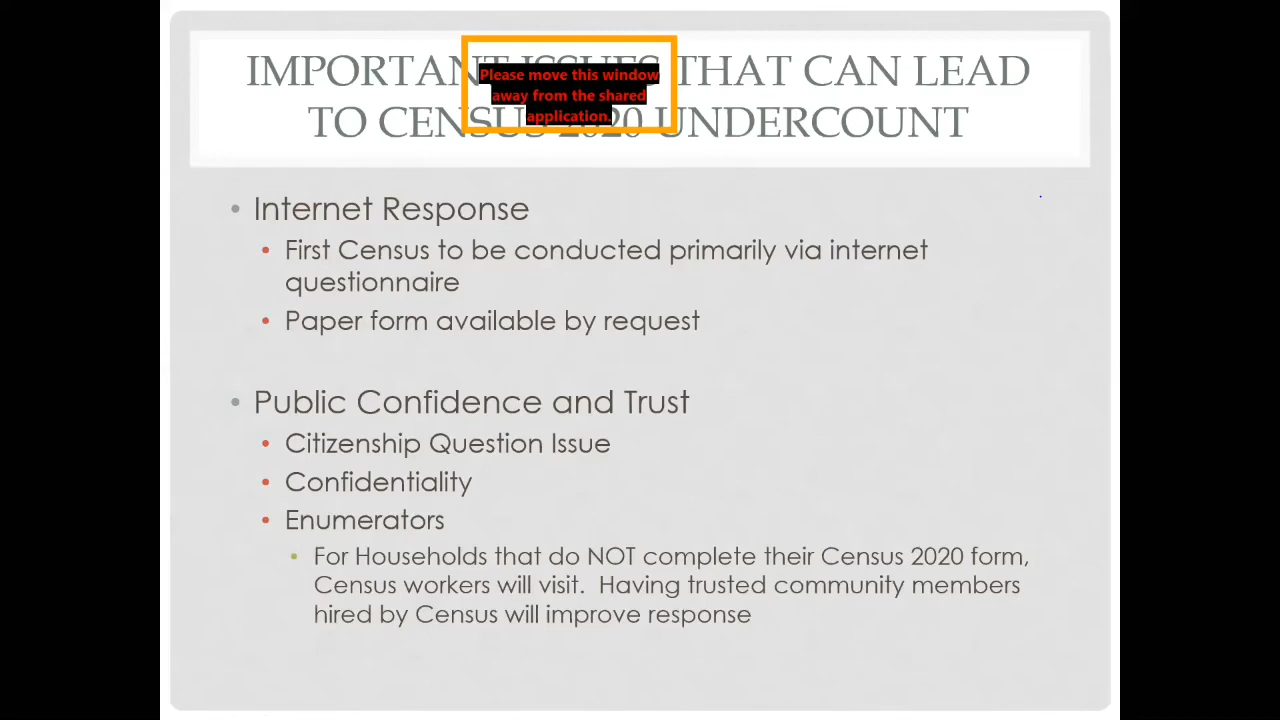 IMPORTANT ISSUES THAT CAN LEAD
TO CENSUS 2020 UNDERCOUNT
Please move this window
away from the shared
application.
• Internet Response
• First Census to be conducted primarily via internet
questionnaire
• Paper form available by request
• Public Confidence and Trust
• Citizenship Question Issue
• Confidentiality
• Enumerators
• For Households that do NOT complete their Census 2020 form,
Census workers will visit.  Having trusted community members
hired by Census will improve response